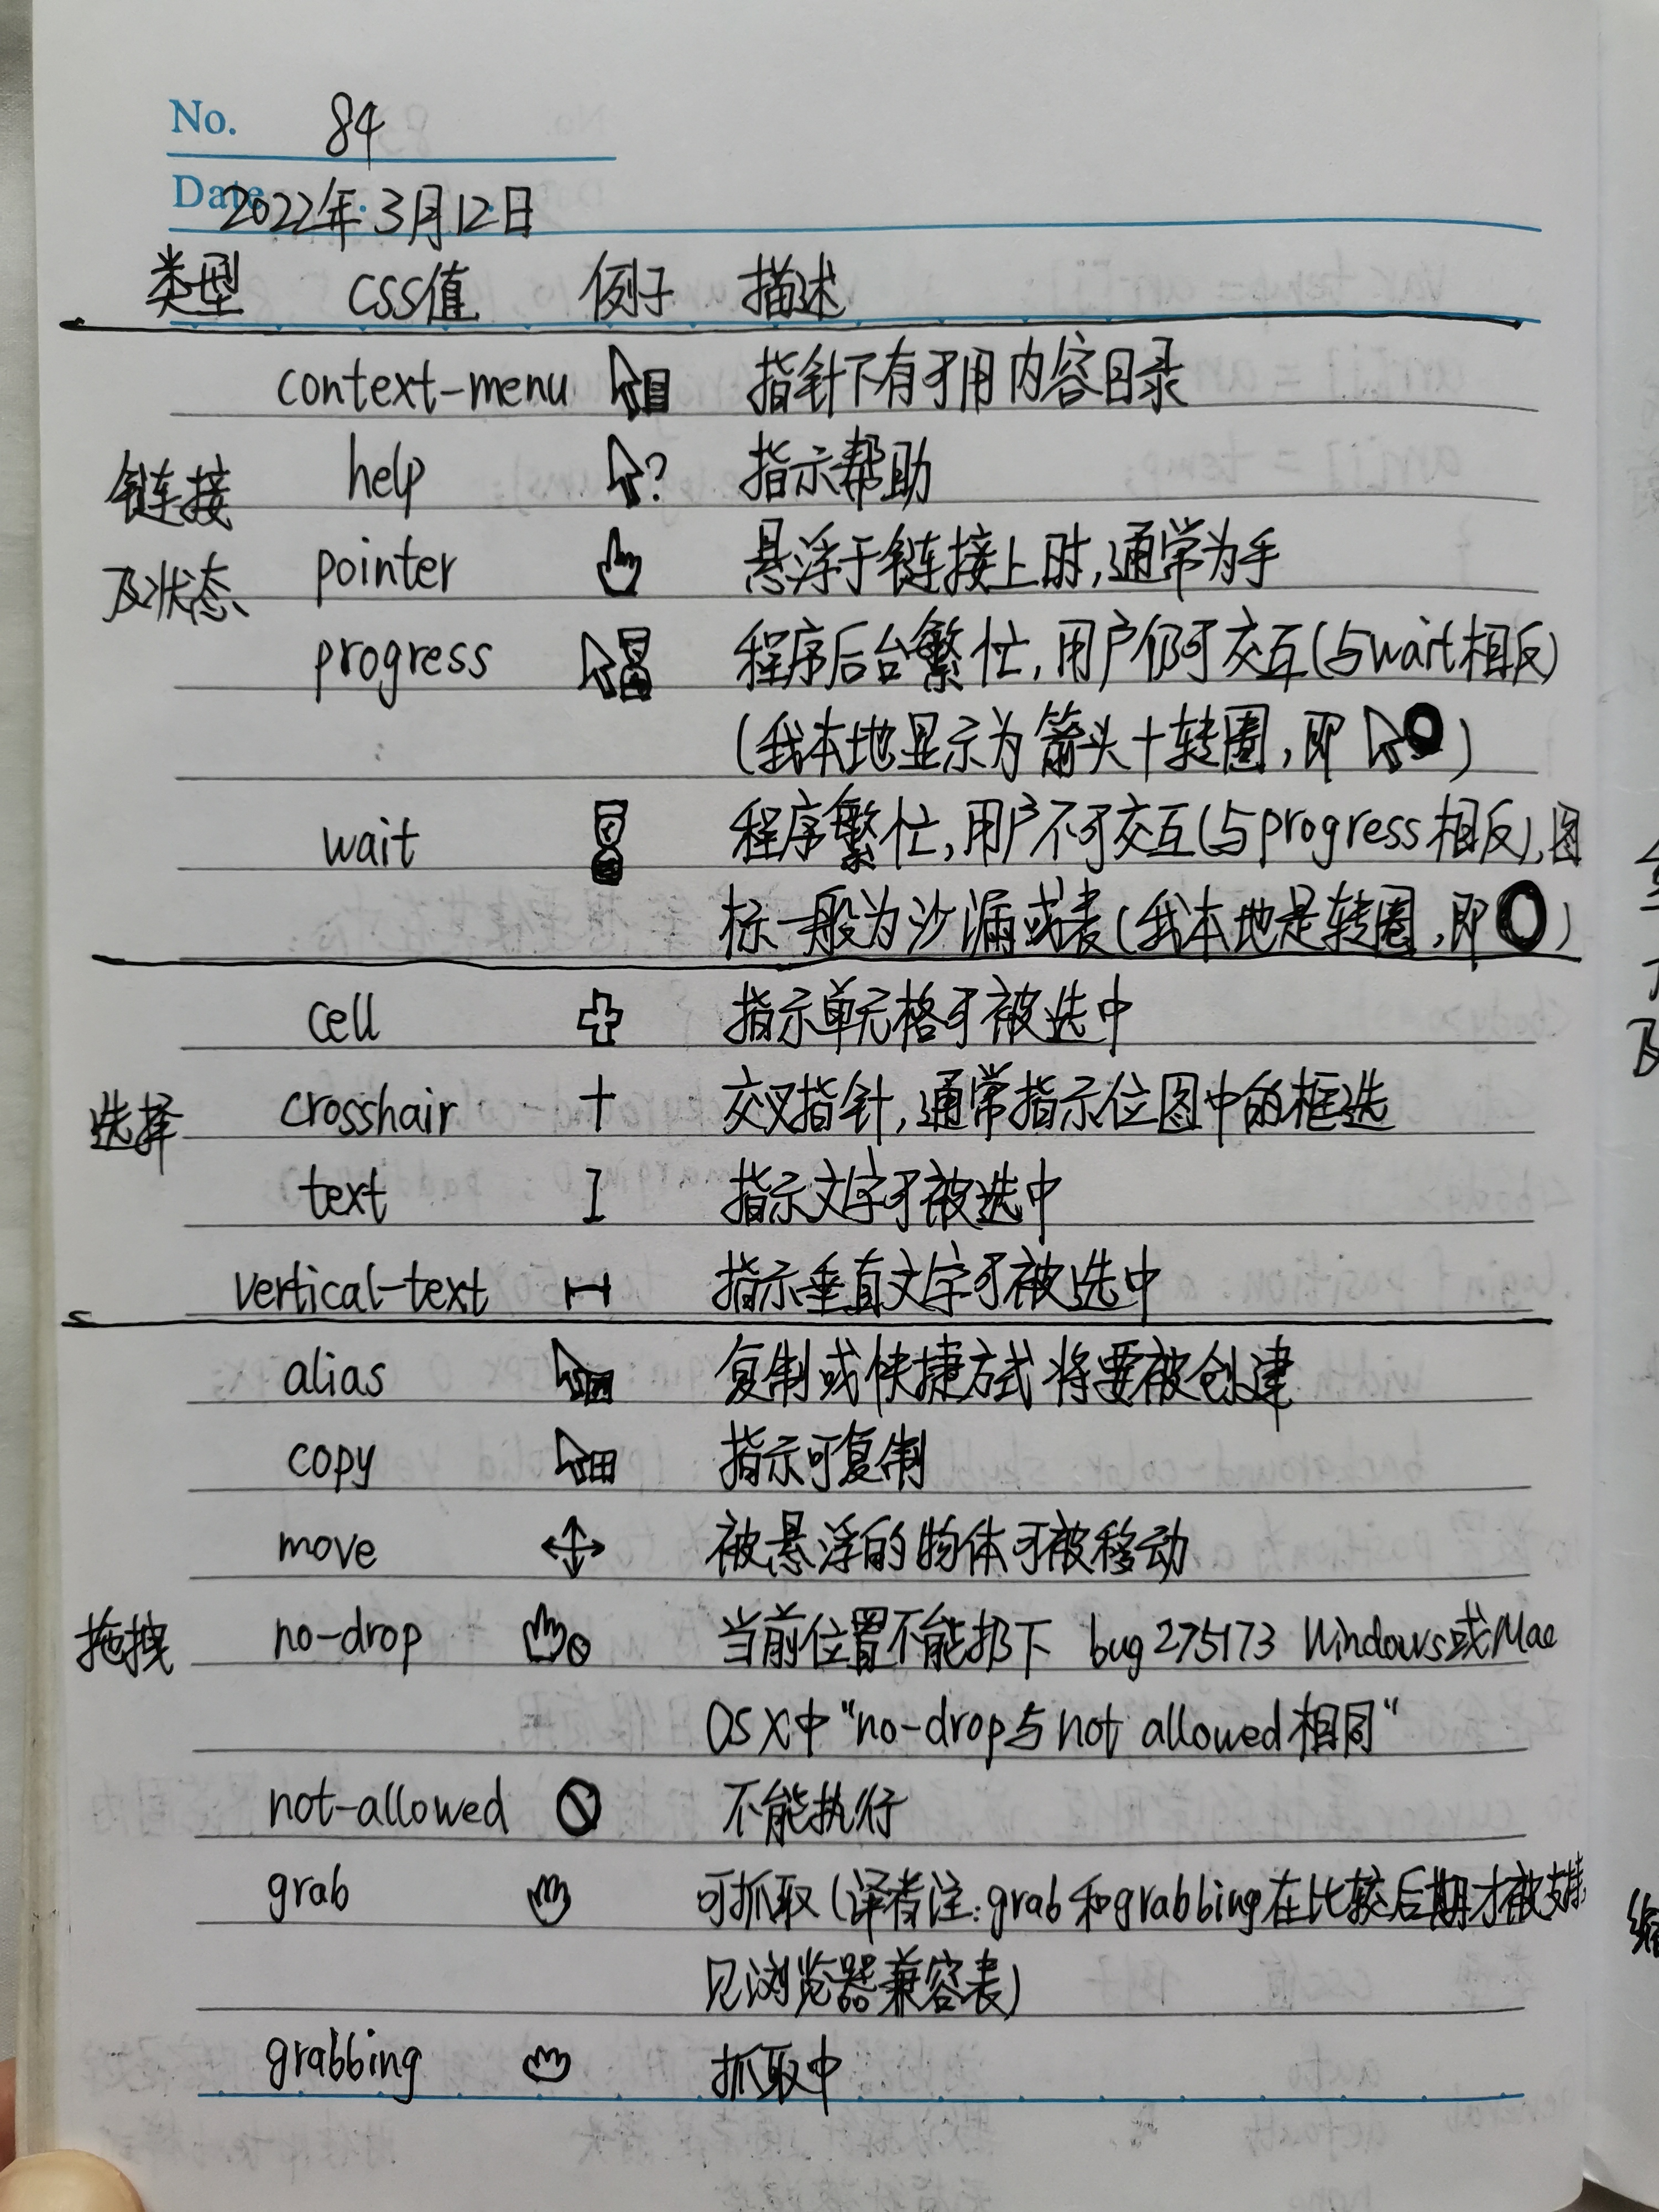 No. 84
Date 2022年3月12日
类型 CSS值 例子 描述
context-menu 指针下有可用内容目录
链接 help ? 指示帮助
及状态 pointer 悬浮于链接上时,通常为手
progress 程序后台繁忙,用户仍可交互(与wait相反)
(我本地显示为箭头+转圈,即 )
wait 程序繁忙,用户不可交互(与progress相反),图
标一般为沙漏或表(我本地是转圈,即 )
cell 指示单元格可被选中
选择 crosshair 交叉指针,通常指示位图中的框选
text 指示文字可被选中
vertical-text 指示垂直文字可被选中
alias 复制或快捷方式将要被创建
copy 指示可复制
move 被悬浮的物体可被移动
拖拽 no-drop 当前位置不能扔下 bug275173 Windows或Mac
OS X中"no-drop与not allowed相同"
not-allowed 不能执行
grab 可抓取(译者注:grab和grabbing在比较后期才被支持,
见浏览器兼容表)
grabbing 抓取中